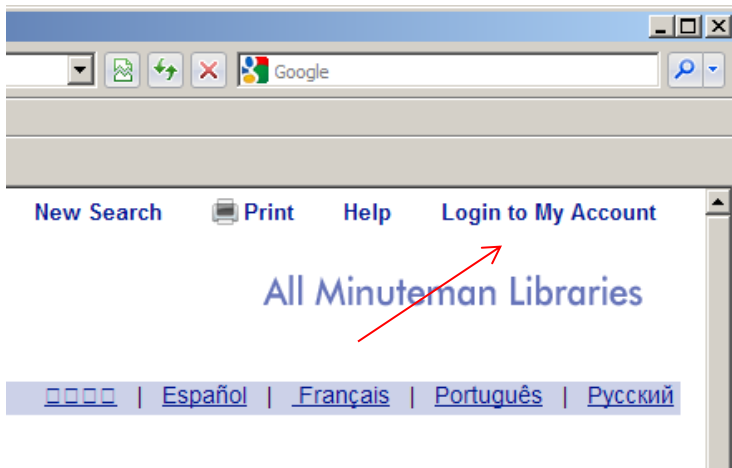 Google
New Search Print Help Login to My Account
All Minuteman Libraries
□□□□ | Español | Français | Português | Русский